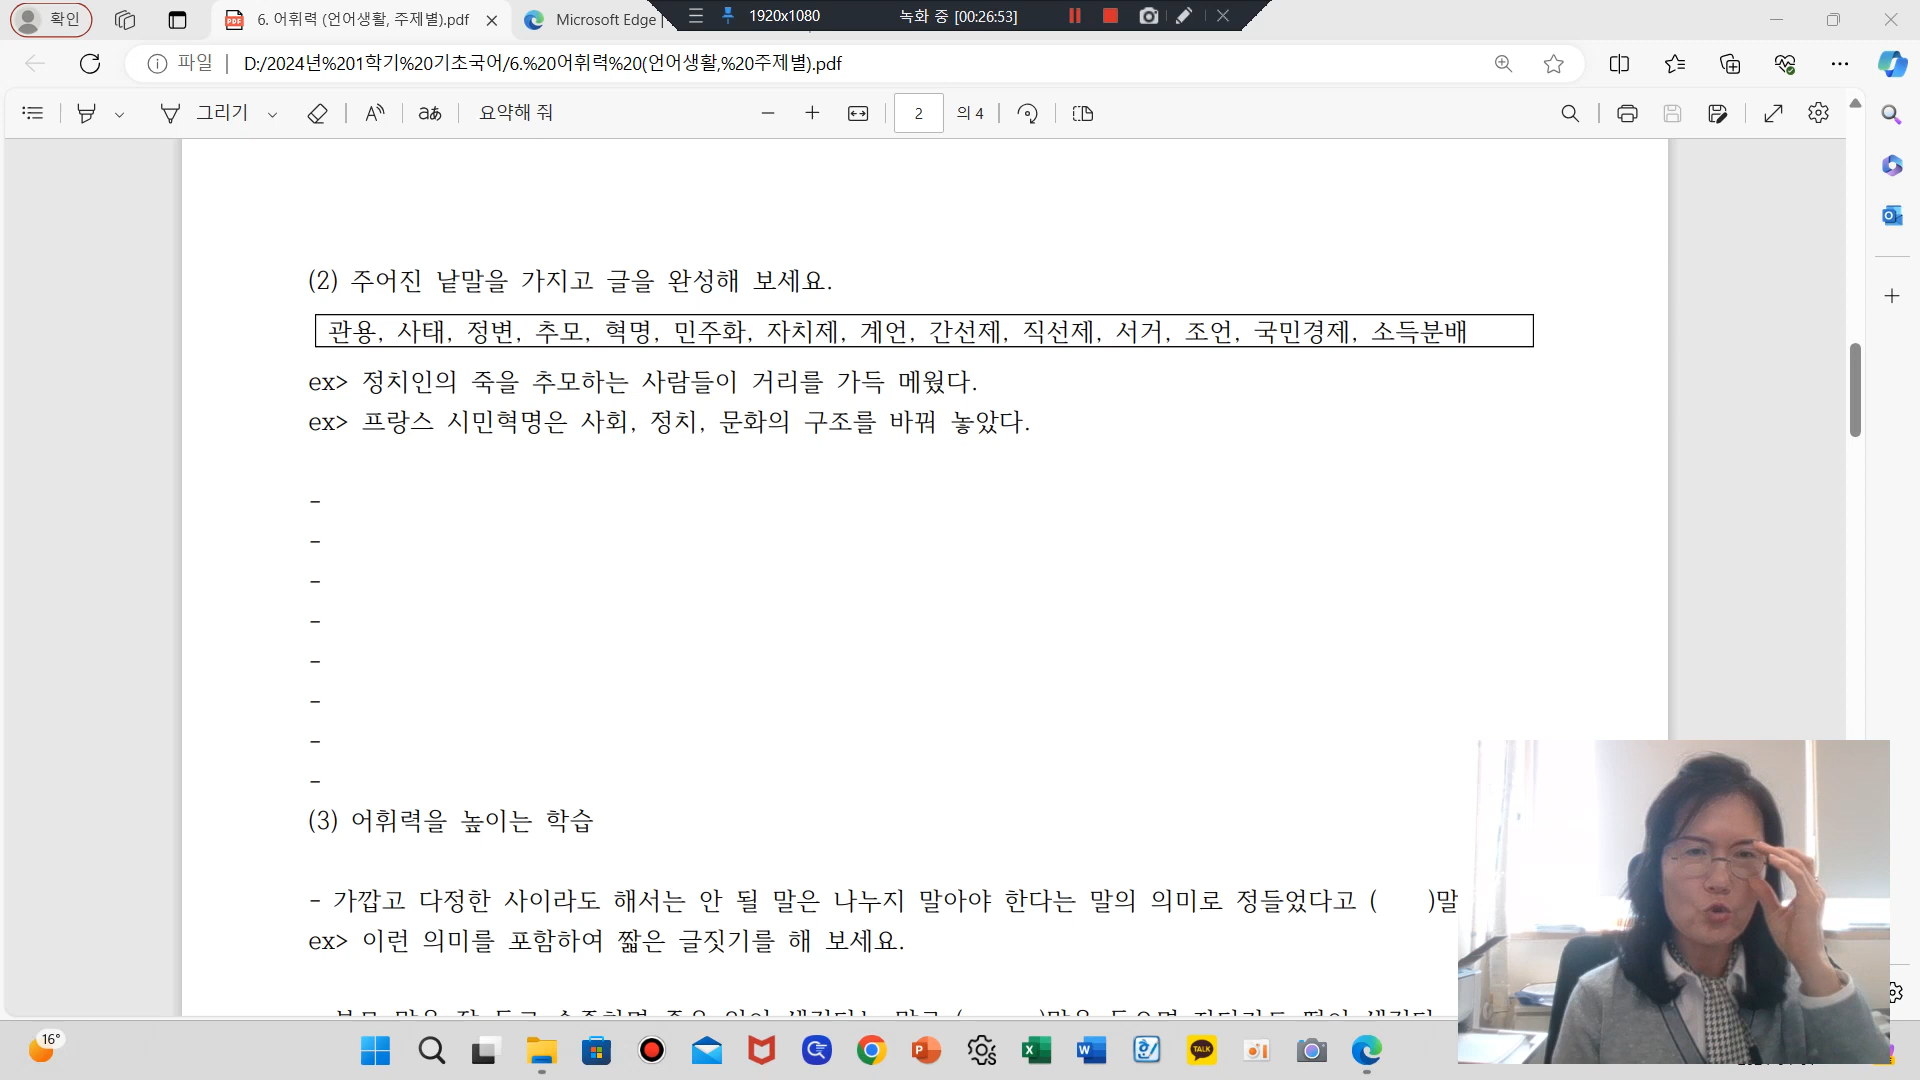 확인
6. 어휘력 (언어생활, 주제별).pdf
Microsoft Edge |
1920x1080
녹화 중 [00:26:53]
파일
D:/2024년%201학기%20기초국어/6.%20어휘력%20(언어생활,%20주제별).pdf
그리기
요약해 줘
2
의 4
(2) 주어진 낱말을 가지고 글을 완성해 보세요.
관용, 사태, 정변, 추모, 혁명, 민주화, 자치제, 계언, 간선제, 직선제, 서거, 조언, 국민경제, 소득분배
ex> 정치인의 죽을 추모하는 사람들이 거리를 가득 메웠다.
ex> 프랑스 시민혁명은 사회, 정치, 문화의 구조를 바꿔 놓았다.
-
-
-
-
-
-
-
-
(3) 어휘력을 높이는 학습
- 가깝고 다정한 사이라도 해서는 안 될 말은 나누지 말아야 한다는 말의 의미로 정들었다고 ( )말
ex> 이런 의미를 포함하여 짧은 글짓기를 해 보세요.
16°
TALK